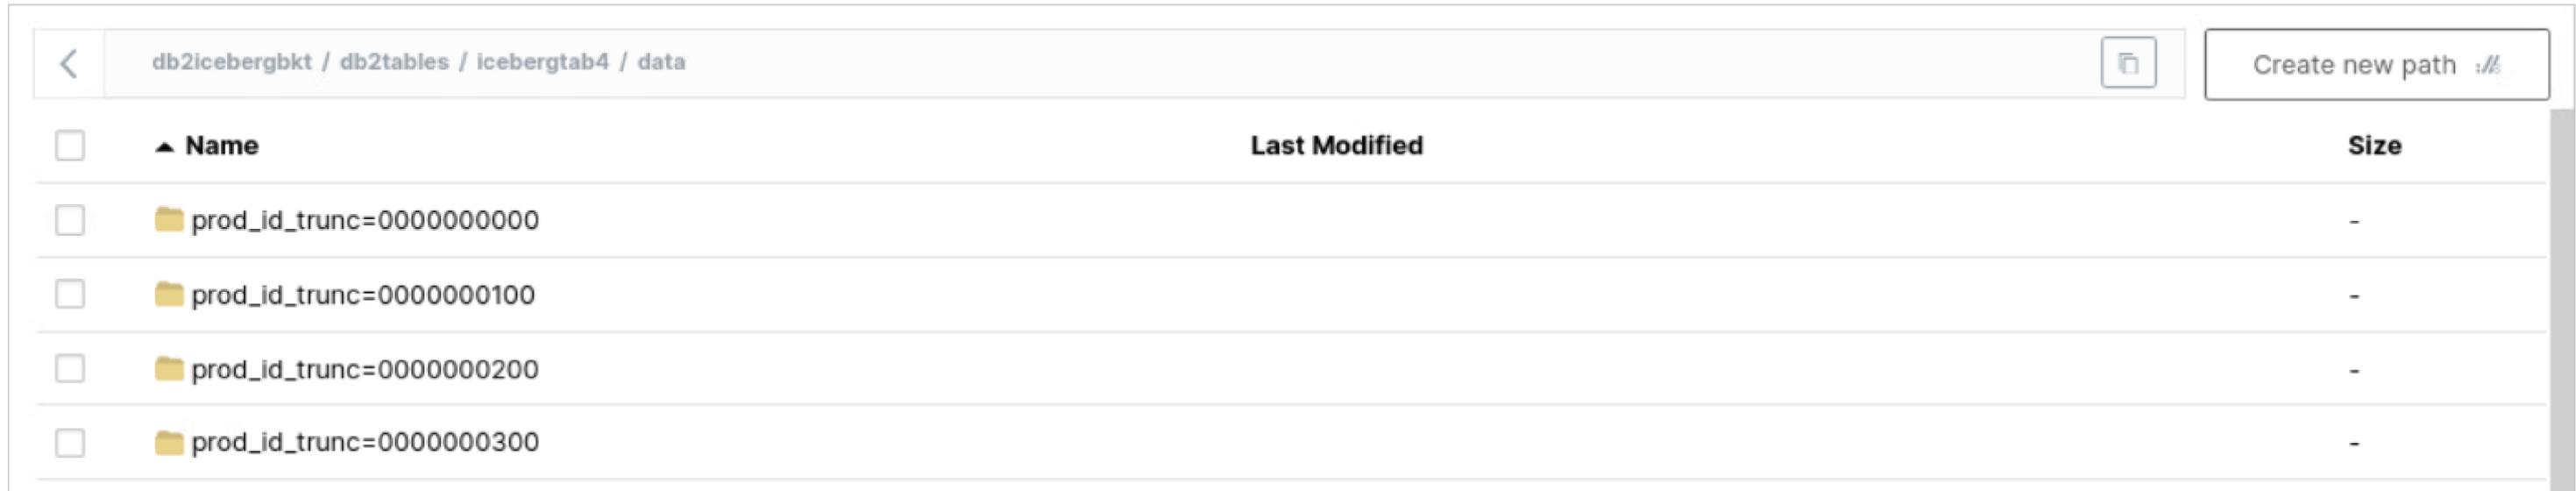 db2icebergbkt / db2tables / icebergtab4 / data
Create new path
Name Last Modified Size
prod_id_trunc=0000000000 -
prod_id_trunc=0000000100 -
prod_id_trunc=0000000200 -
prod_id_trunc=0000000300 -